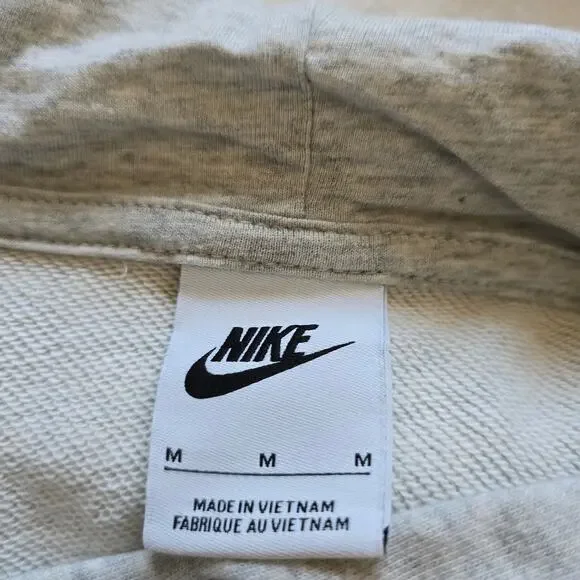 NIKE
M M M
MADE IN VIETNAM
FABRIQUE AU VIETNAM